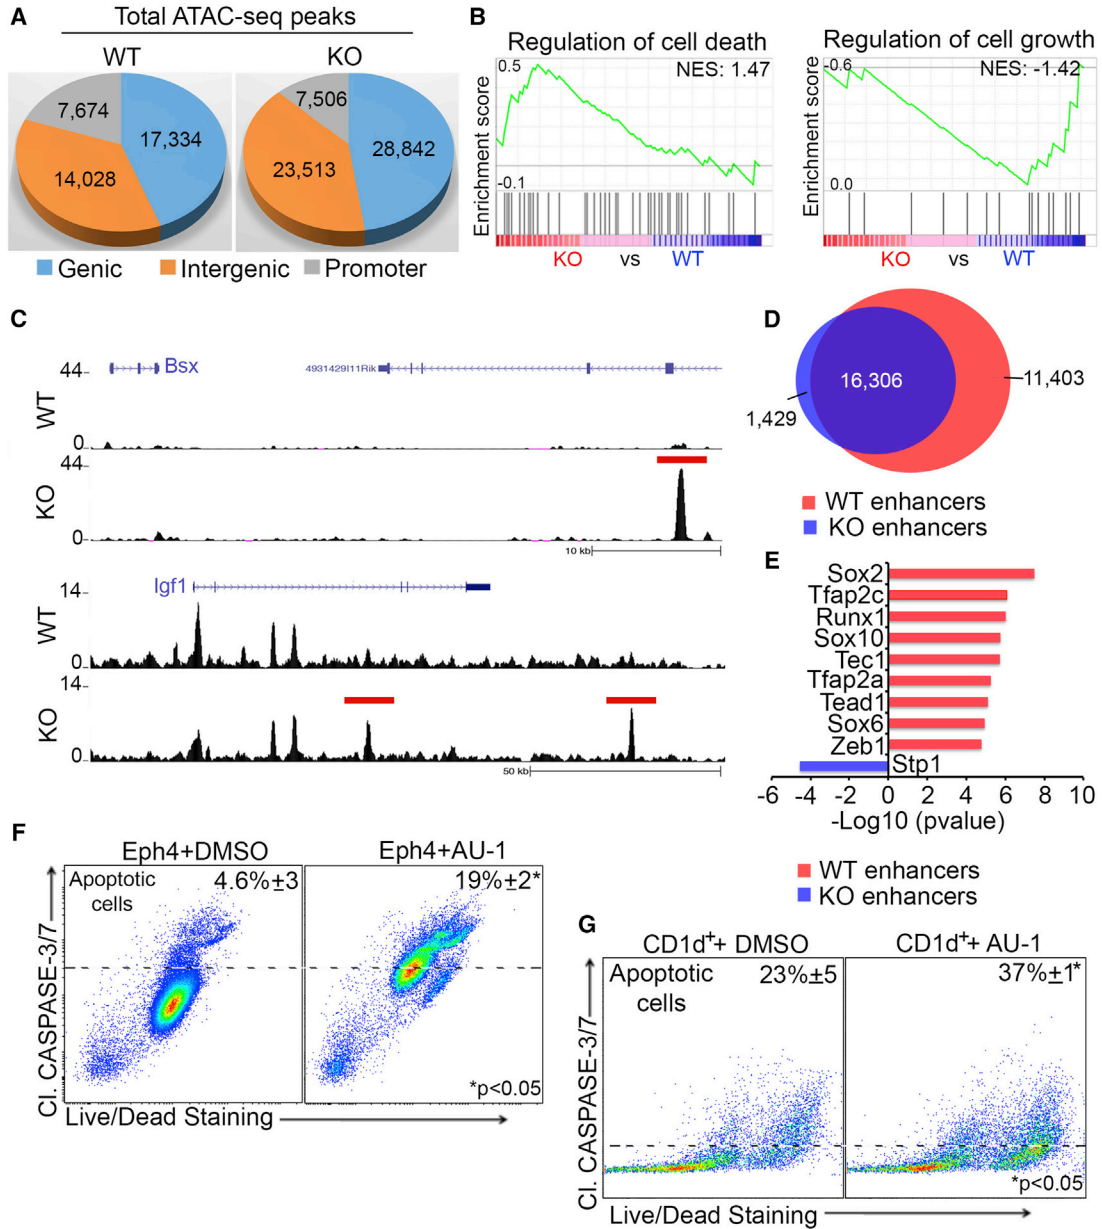 A
Total ATAC-seq peaks
WT
KO
7,674
17,334
14,028
7,506
28,842
23,513
Genic
Intergenic
Promoter
B
Regulation of cell death
Enrichment score
0.5
NES: 1.47
-0.1
KO vs WT
Regulation of cell growth
Enrichment score
-0.6
NES: -1.42
0.0
KO vs WT
C
Bsx
4931429I11Rik
WT
44
0
KO
44
0
10 kb
Igf1
WT
14
0
KO
14
0
50 kb
D
16,306
11,403
1,429
WT enhancers
KO enhancers
E
Sox2
Tfap2c
Runx1
Sox10
Tec1
Tfap2a
Tead1
Sox6
Zeb1
Stp1
-6 -4 -2 0 2 4 6 8 10
-Log10 (pvalue)
WT enhancers
KO enhancers
F
Eph4+DMSO
Eph4+AU-1
Apoptotic
cells
4.6%±3
19%±2*
*p<0.05
Cl. CASPASE-3/7
Live/Dead Staining
G
CD1d++ DMSO
CD1d++ AU-1
Apoptotic
cells
23%±5
37%±1*
*p<0.05
Cl. CASPASE-3/7
Live/Dead Staining